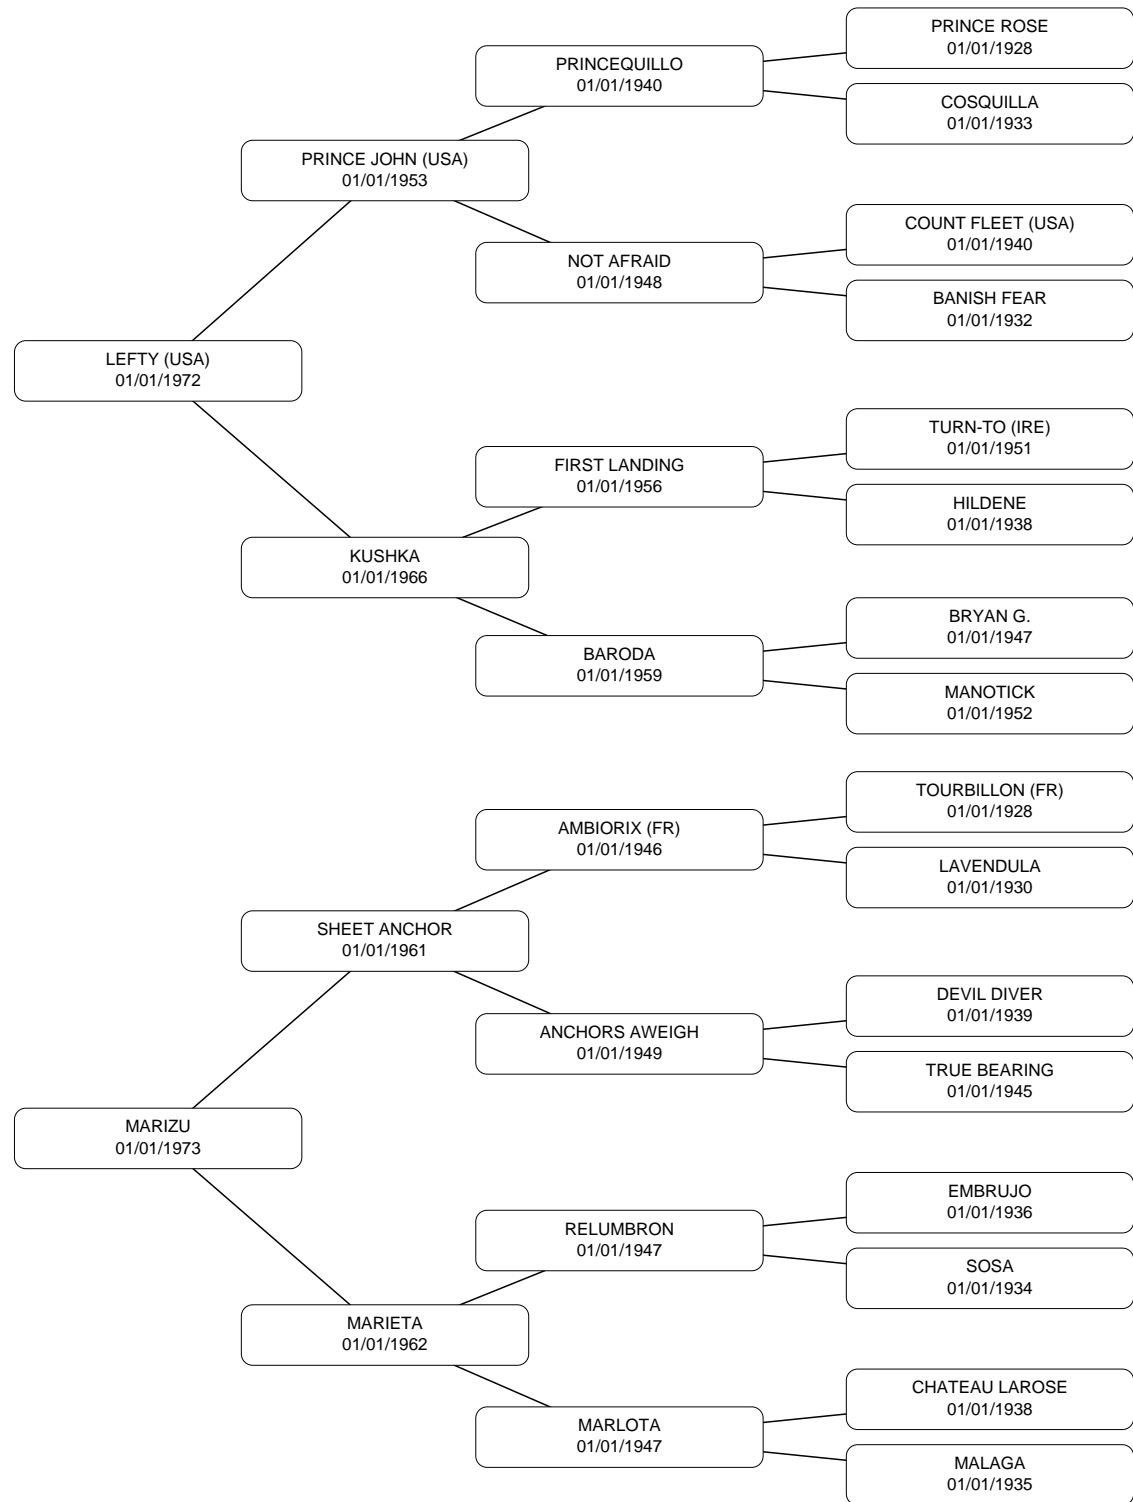 PRINCE ROSE
01/01/1928
PRINCEQUILLO
01/01/1940
COSQUILLA
01/01/1933
PRINCE JOHN (USA)
01/01/1953
COUNT FLEET (USA)
01/01/1940
NOT AFRAID
01/01/1948
BANISH FEAR
01/01/1932
LEFTY (USA)
01/01/1972
TURN-TO (IRE)
01/01/1951
FIRST LANDING
01/01/1956
HILDENE
01/01/1938
KUSHKA
01/01/1966
BRYAN G.
01/01/1947
BARODA
01/01/1959
MANOTICK
01/01/1952
TOURBILLON (FR)
01/01/1928
AMBIORIX (FR)
01/01/1946
LAVENDULA
01/01/1930
SHEET ANCHOR
01/01/1961
DEVIL DIVER
01/01/1939
ANCHORS AWEIGH
01/01/1949
TRUE BEARING
01/01/1945
MARIZU
01/01/1973
EMBRUJO
01/01/1936
RELUMBRON
01/01/1947
SOSA
01/01/1934
MARIETA
01/01/1962
CHATEAU LAROSE
01/01/1938
MARLOTA
01/01/1947
MALAGA
01/01/1935